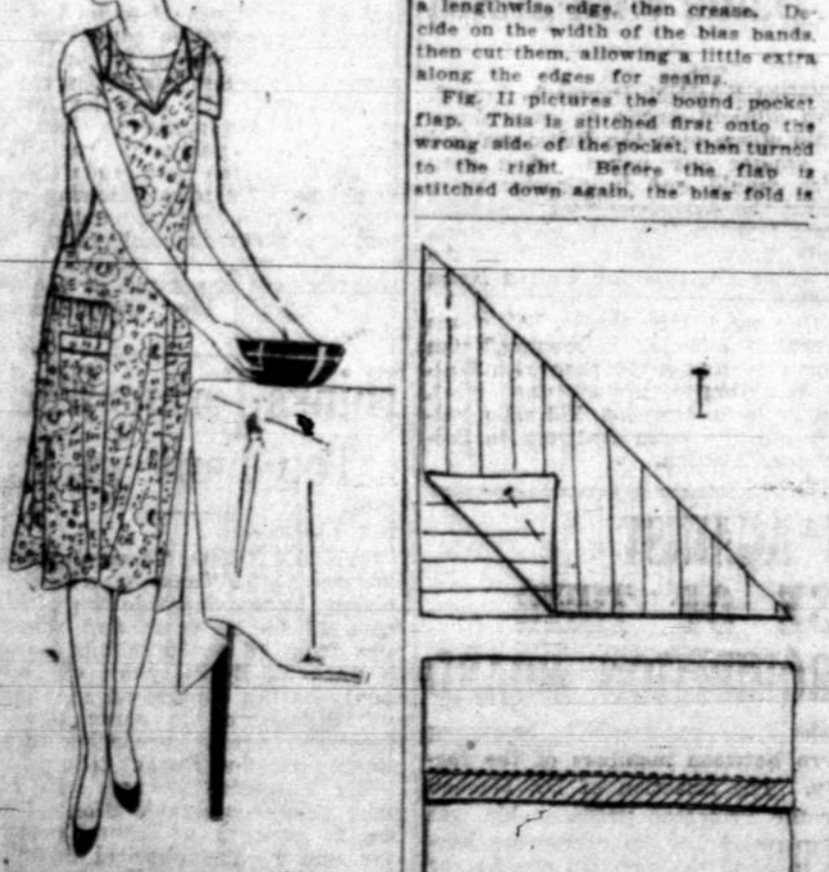 a lengthwise edge, then crease. De-
cide on the width of the bias bands,
then cut them, allowing a little extra
along the edges for seams.
Fig. II pictures the bound pocket
flap. This is stitched first onto the
wrong side of the pocket, then turned
to the right. Before the flap is
stitched down again, the bias fold is
I